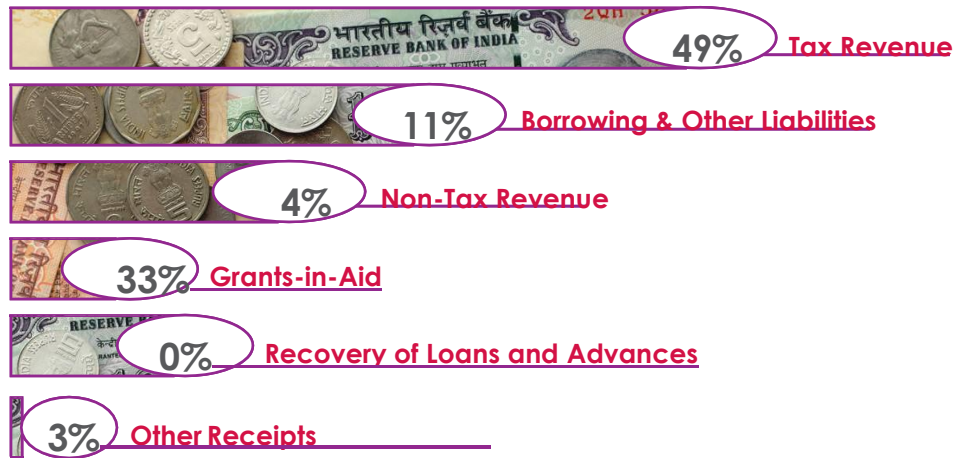 भारतीय रिज़र्व बैंक
RESERVE BANK OF INDIA
49% Tax Revenue
11% Borrowing & Other Liabilities
4% Non-Tax Revenue
33% Grants-in-Aid
RESERVE
0% Recovery of Loans and Advances
3% Other Receipts